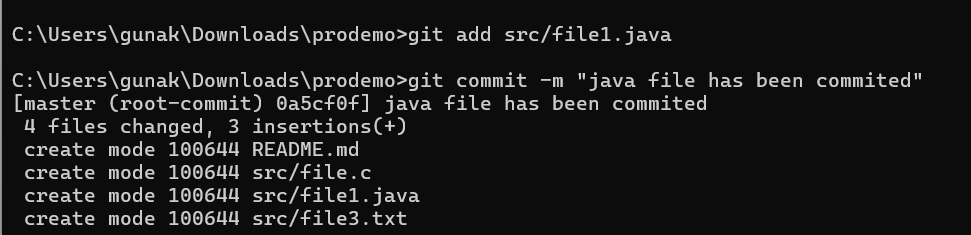 C:\Users\gunak\Downloads\prodemo>git add src/file1.java
C:\Users\gunak\Downloads\prodemo>git commit -m "java file has been commited"
[master (root-commit) 0a5cf0f] java file has been commited
 4 files changed, 3 insertions(+)
 create mode 100644 README.md
 create mode 100644 src/file.c
 create mode 100644 src/file1.java
 create mode 100644 src/file3.txt